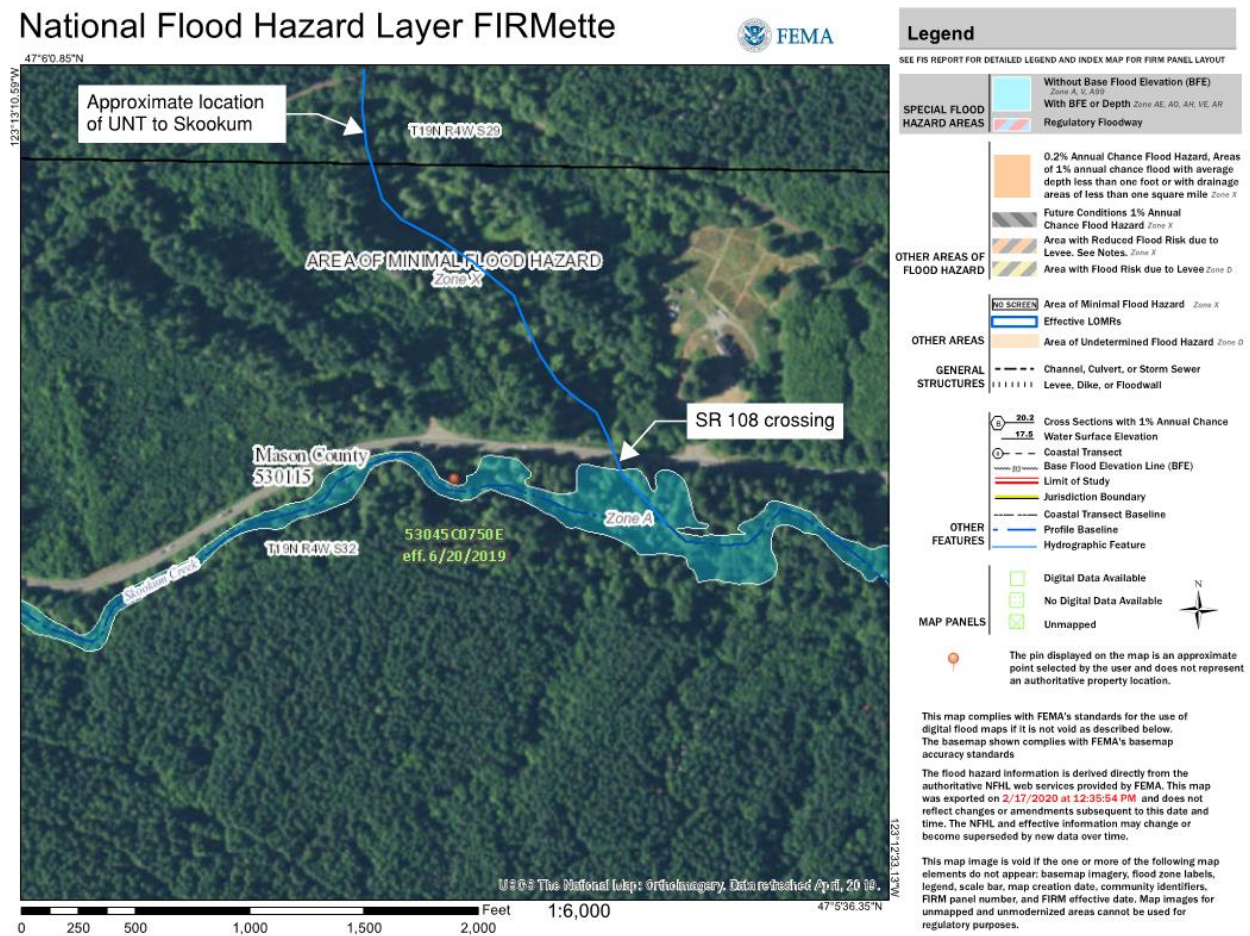 National Flood Hazard Layer FIRMette
FEMA
47°6'0.85"N
123°13'10.59"W
Approximate location
of UNT to Skookum
T19N R4W S29
AREA OF MINIMAL FLOOD HAZARD
Zone X
SR 108 crossing
Mason County
530115
Zone A
53045C0750E
eff. 6/20/2019
T19N R4W S32
Skookum Creek
USGS The National Map: Orthoimagery. Data refreshed April, 2019.
123°12'33.13"W
47°5'36.35"N
Feet
1:6,000
0 250 500 1,000 1,500 2,000
Legend
SEE FIS REPORT FOR DETAILED LEGEND AND INDEX MAP FOR FIRM PANEL LAYOUT
SPECIAL FLOOD
HAZARD AREAS
Without Base Flood Elevation (BFE)
Zone A, V, A99
With BFE or Depth Zone AE, AO, AH, VE, AR
Regulatory Floodway
0.2% Annual Chance Flood Hazard, Areas
of 1% annual chance flood with average
depth less than one foot or with drainage
areas of less than one square mile Zone X
Future Conditions 1% Annual
Chance Flood Hazard Zone X
Area with Reduced Flood Risk due to
Levee. See Notes. Zone X
Area with Flood Risk due to Levee Zone D
OTHER AREAS OF
FLOOD HAZARD
NO SCREEN Area of Minimal Flood Hazard Zone X
Effective LOMRs
OTHER AREAS
Area of Undetermined Flood Hazard Zone D
GENERAL
STRUCTURES
Channel, Culvert, or Storm Sewer
Levee, Dike, or Floodwall
B 20.2 Cross Sections with 1% Annual Chance
17.5 Water Surface Elevation
8 Coastal Transect
Base Flood Elevation Line (BFE)
Limit of Study
Jurisdiction Boundary
Coastal Transect Baseline
OTHER
FEATURES
Profile Baseline
Hydrographic Feature
Digital Data Available
No Digital Data Available
Unmapped
MAP PANELS
N
The pin displayed on the map is an approximate
point selected by the user and does not represent
an authoritative property location.
This map complies with FEMA's standards for the use of
digital flood maps if it is not void as described below.
The basemap shown complies with FEMA's basemap
accuracy standards
The flood hazard information is derived directly from the
authoritative NFHL web services provided by FEMA. This map
was exported on 2/17/2020 at 12:35:54 PM and does not
reflect changes or amendments subsequent to this date and
time. The NFHL and effective information may change or
become superseded by new data over time.
This map image is void if the one or more of the following map
elements do not appear: basemap imagery, flood zone labels,
legend, scale bar, map creation date, community identifiers,
FIRM panel number, and FIRM effective date. Map images for
unmapped and unmodernized areas cannot be used for
regulatory purposes.